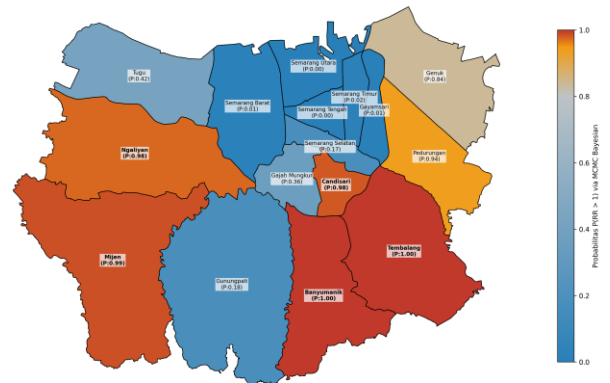 Semarang Utara
(P:0.00)
Tugu
(P:0.42)
Genuk
(P:0.84)
Semarang Barat
(P:0.01)
Semarang Timur
(P:0.02)
Semarang Tengah
(P:0.00)
Gayamsari
(P:0.01)
Semarang Selatan
(P:0.17)
Ngaliyan
(P:0.98)
Pedurungan
(P:0.94)
Gajah Mungkur
(P:0.36)
Candisari
(P:0.98)
Tembalang
(P:1.00)
Mijen
(P:0.99)
Gunungpati
(P:0.18)
Banyumanik
(P:1.00)
1.0
0.8
0.6
0.4
0.2
0.0
Probabilitas P(RR > 1) via MCMC Bayesian